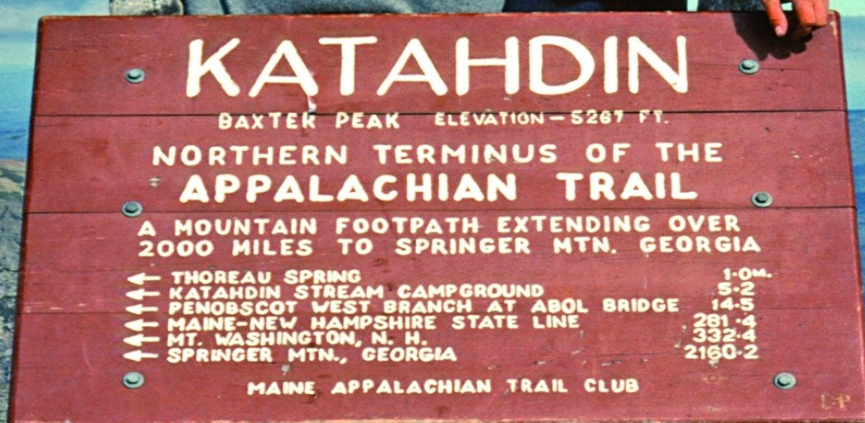 KATAHDIN
BAXTER PEAK ELEVATION – 5267 FT.
NORTHERN TERMINUS OF THE
APPALACHIAN TRAIL
A MOUNTAIN FOOTPATH EXTENDING OVER
2000 MILES TO SPRINGER MTN. GEORGIA
← THOREAU SPRING 1.0M.
← KATAHDIN STREAM CAMPGROUND 5.2
← PENOBSCOT WEST BRANCH AT ABOL BRIDGE 14.5
← MAINE-NEW HAMPSHIRE STATE LINE 281.4
← MT. WASHINGTON, N. H. 332.4
← SPRINGER MTN., GEORGIA 2160.2
MAINE APPALACHIAN TRAIL CLUB